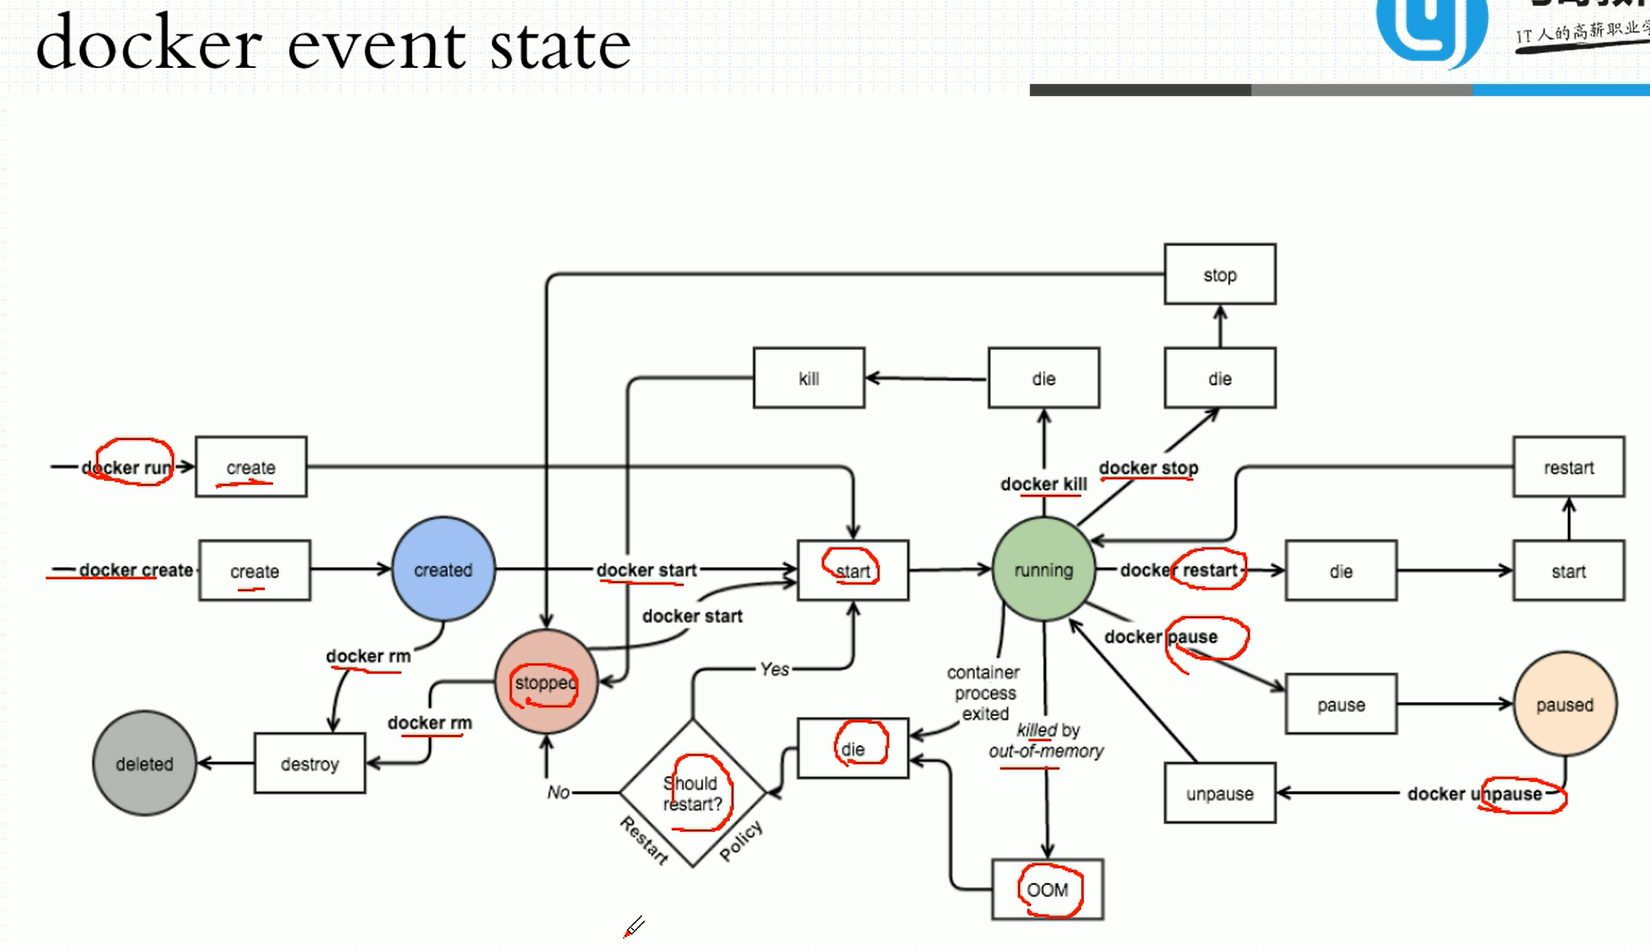 docker event state
IT人的高薪职业学
stop
kill
die
die
docker run
create
docker kill
docker stop
restart
docker create
create
created
docker start
start
running
docker restart
die
start
docker start
docker pause
docker rm
stopped
Yes
container
process
exited
pause
paused
docker rm
killed by
out-of-memory
die
deleted
destroy
No
Should
restart?
Restart
Policy
unpause
docker unpause
OOM